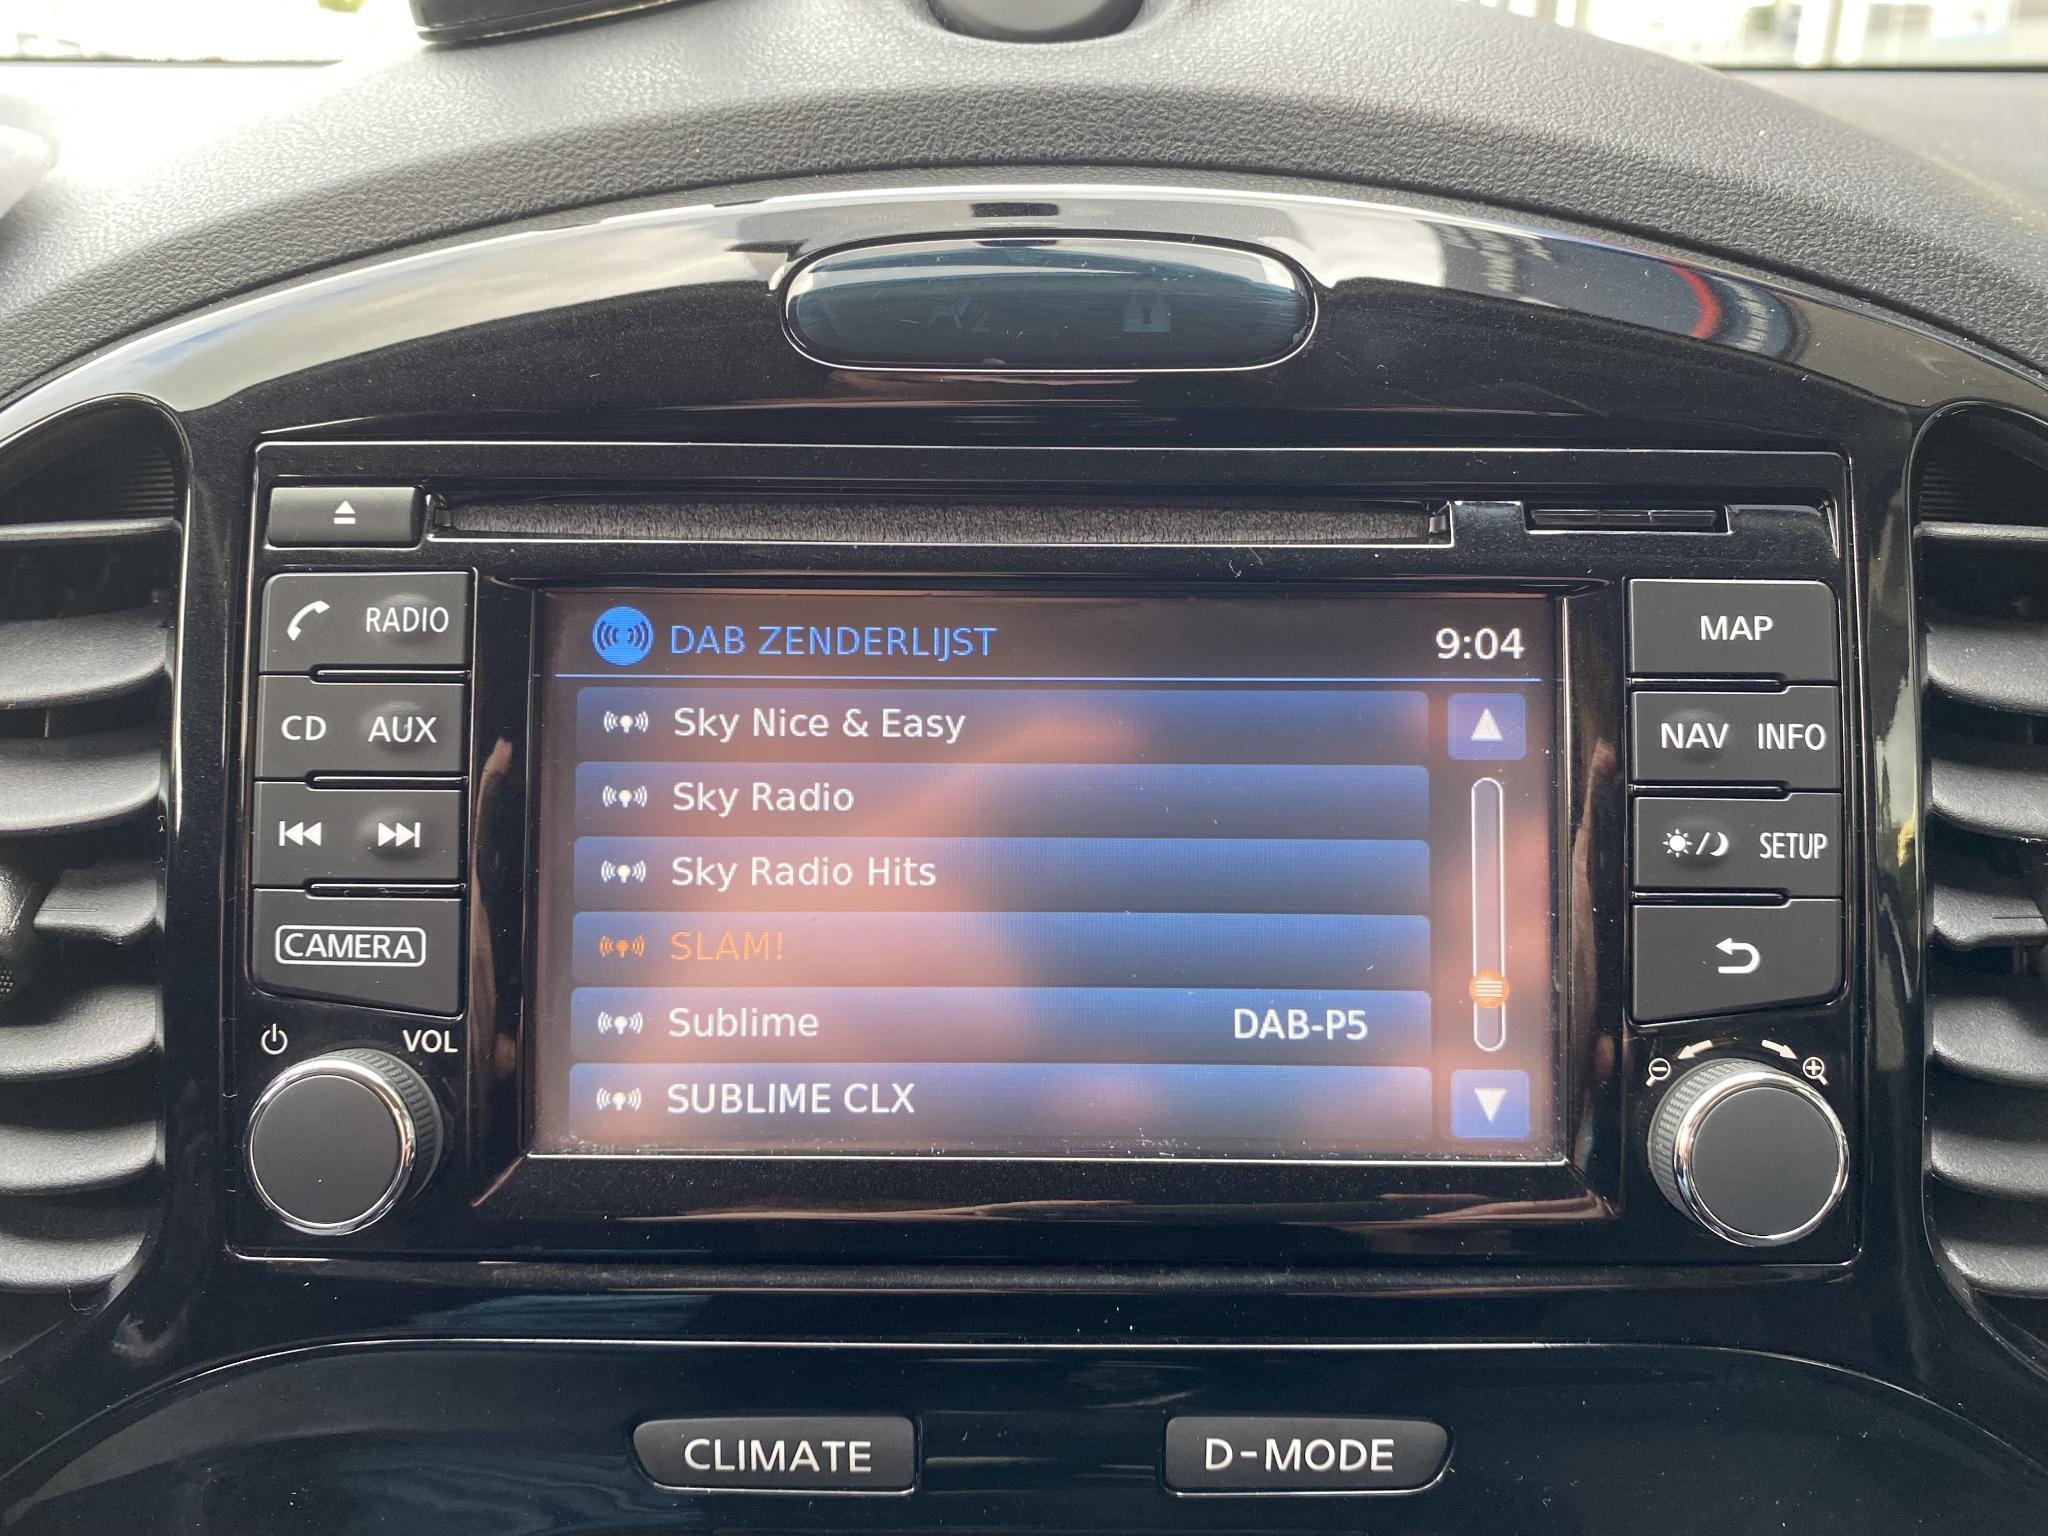 RADIO
CD AUX
CAMERA
VOL
DAB ZENDERLIJST 9:04
Sky Nice & Easy
Sky Radio
Sky Radio Hits
SLAM!
Sublime DAB-P5
SUBLIME CLX
MAP
NAV INFO
SETUP
CLIMATE
D-MODE